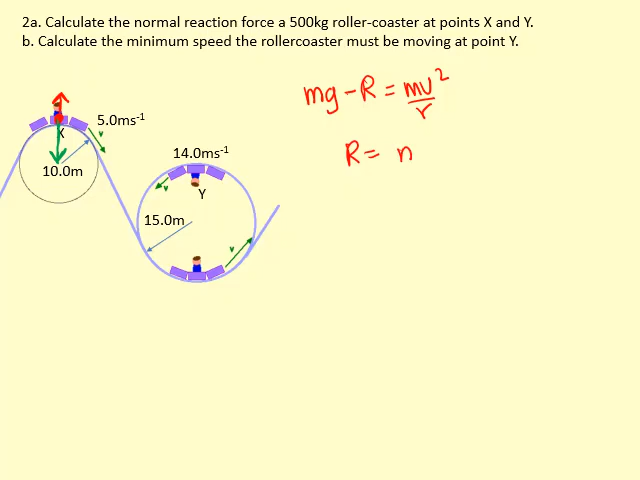 2a. Calculate the normal reaction force a 500kg roller-coaster at points X and Y.
b. Calculate the minimum speed the rollercoaster must be moving at point Y.
mg - R = mv²/r
R = n
5.0ms⁻¹
X
v
10.0m
14.0ms⁻¹
v
Y
15.0m
v